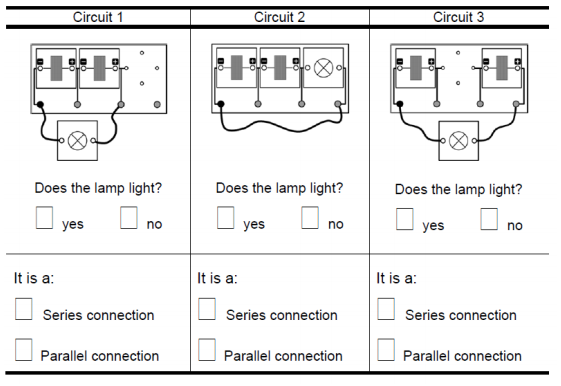 Circuit 1 Circuit 2 Circuit 3
Does the lamp light? Does the lamp light? Does the lamp light?
yes no yes no yes no
It is a: It is a: It is a:
Series connection Series connection Series connection
Parallel connection Parallel connection Parallel connection